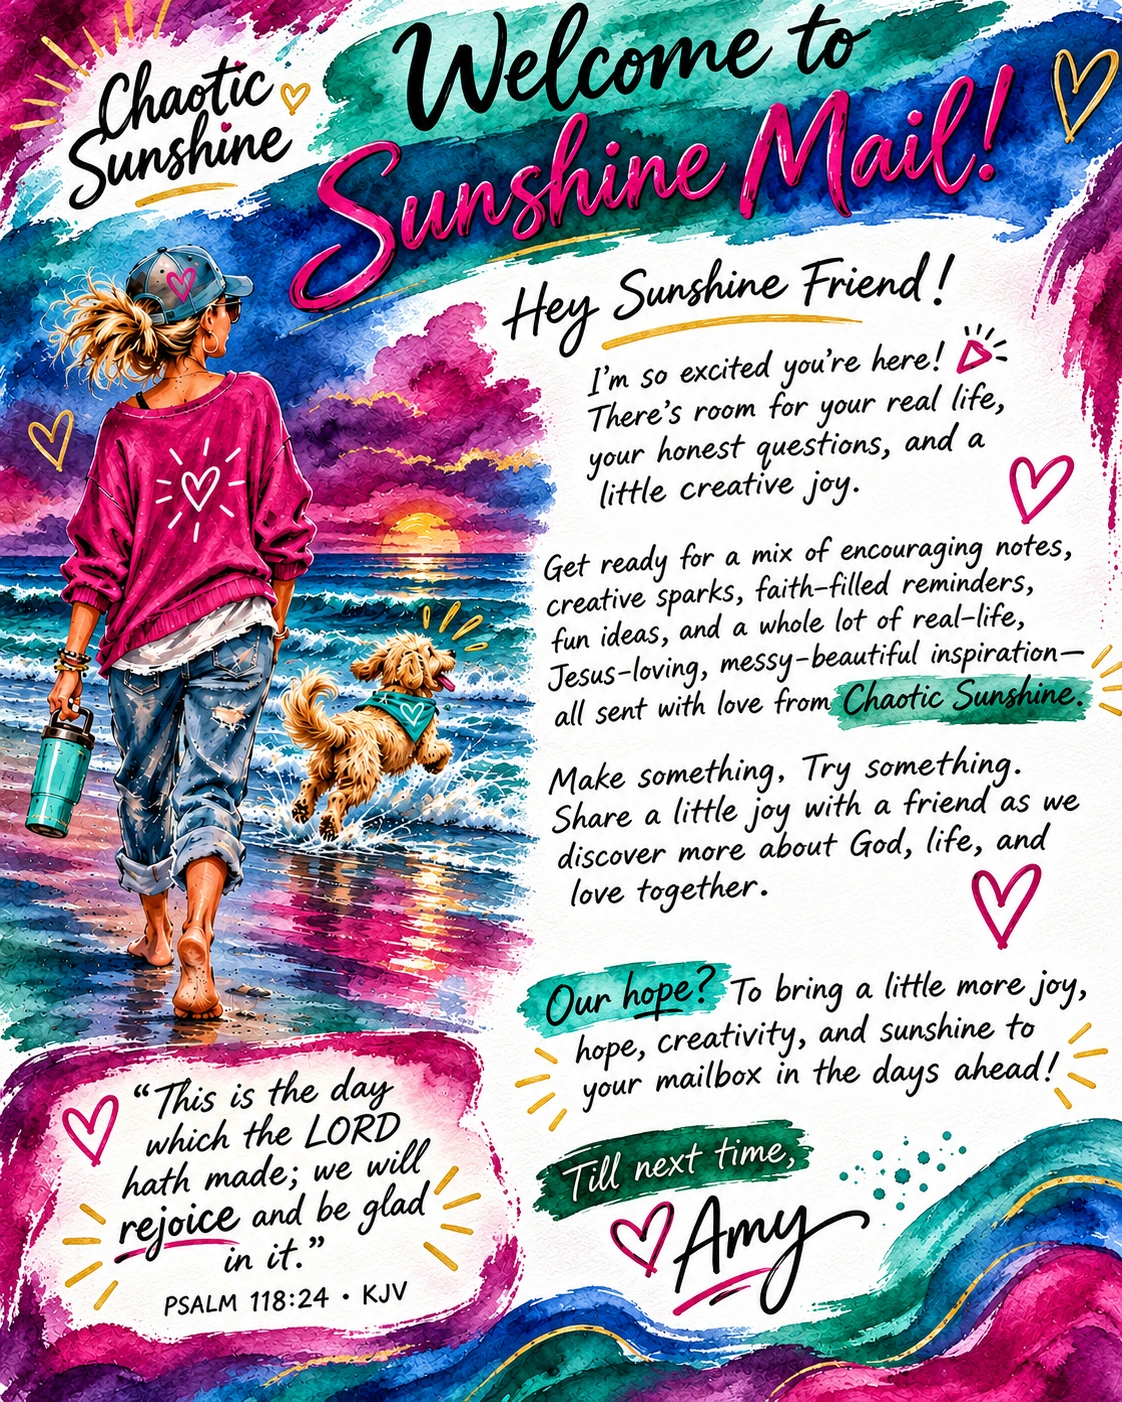 Chaotic
Sunshine
Welcome to
Sunshine Mail!
Hey Sunshine Friend!
I'm so excited you're here!
There's room for your real life,
your honest questions, and a
little creative joy.
Get ready for a mix of encouraging notes,
creative sparks, faith-filled reminders,
fun ideas, and a whole lot of real-life,
Jesus-loving, messy-beautiful inspiration—
all sent with love from Chaotic Sunshine.
Make something. Try something.
Share a little joy with a friend as we
discover more about God, life, and
love together.
Our hope? To bring a little more joy,
hope, creativity, and sunshine to
your mailbox in the days ahead!
Till next time,
Amy
"This is the day
which the LORD
hath made; we will
rejoice and be glad
in it."
PSALM 118:24 • KJV